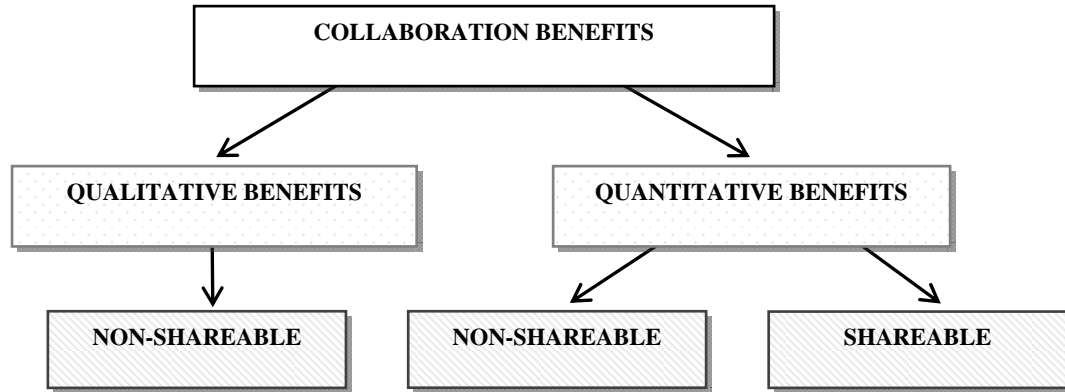 COLLABORATION BENEFITS
QUALITATIVE BENEFITS
QUANTITATIVE BENEFITS
NON-SHAREABLE
NON-SHAREABLE
SHAREABLE